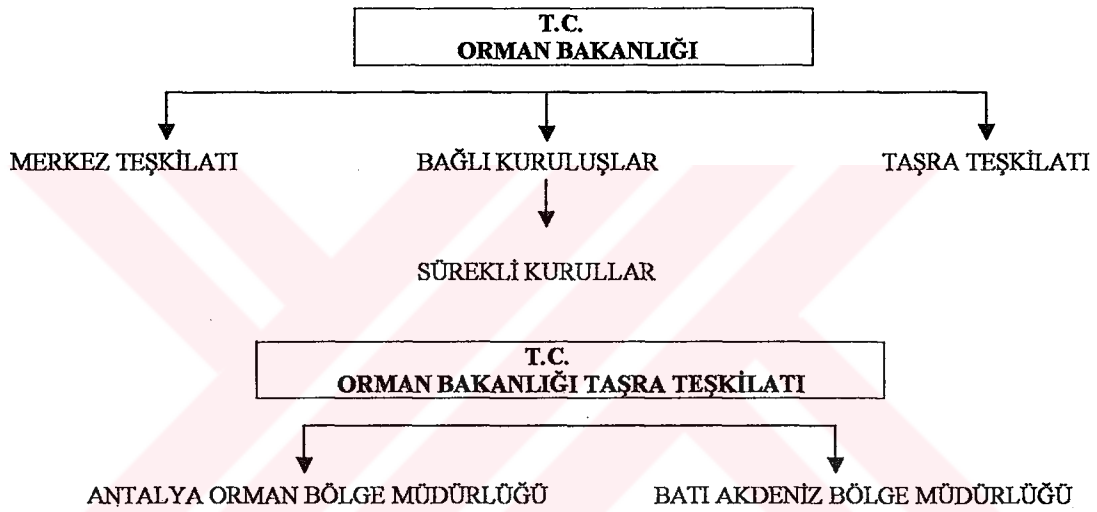 T.C.
ORMAN BAKANLIĞI
MERKEZ TEŞKİLATI BAĞLI KURULUŞLAR TAŞRA TEŞKİLATI
SÜREKLİ KURULLAR
T.C.
ORMAN BAKANLIĞI TAŞRA TEŞKİLATI
ANTALYA ORMAN BÖLGE MÜDÜRLÜĞÜ BATI AKDENİZ BÖLGE MÜDÜRLÜĞÜ